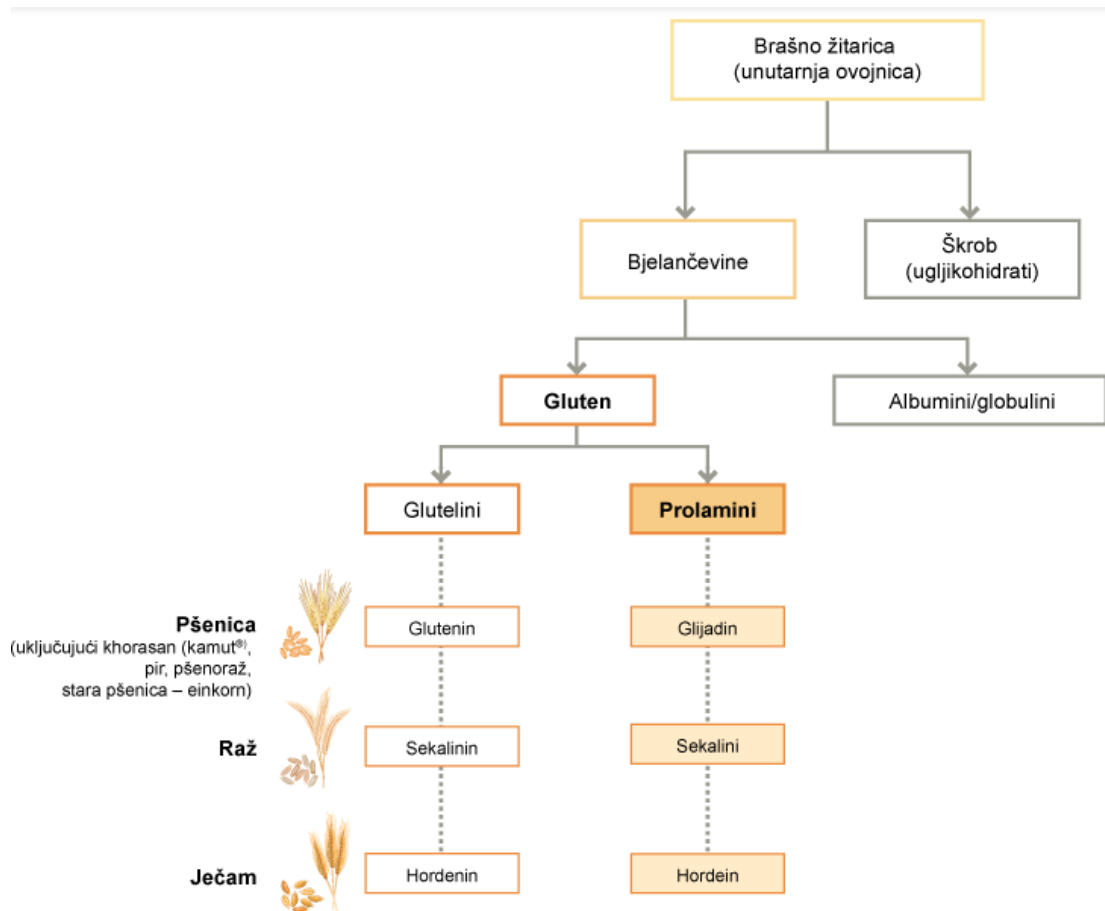 Brašno žitarica
(unutarnja ovojnica)
Bjelančevine
Škrob
(ugljikohidrati)
Gluten
Albumini/globulini
Glutelini
Prolamini
Pšenica
(uključujući khorasan (kamut®),
pir, pšenoraž,
stara pšenica – einkorn)
Glutenin
Glijadin
Raž
Sekalinin
Sekalini
Ječam
Hordenin
Hordein